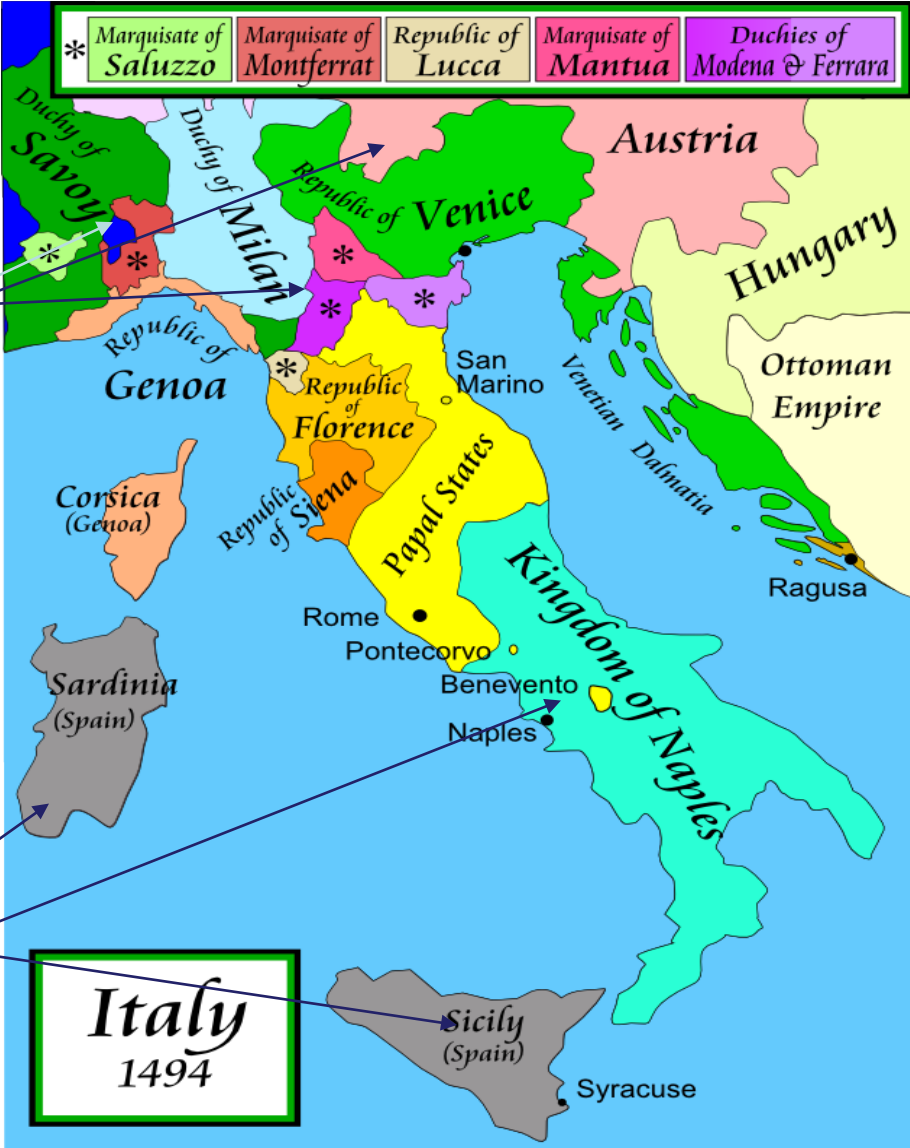 *
Marquisate of
Saluzzo
Marquisate of
Montferrat
Republic of
Lucca
Marquisate of
Mantua
Duchies of
Modena & Ferrara
Duchy of
Savoy
Duchy of
Milan
Republic of Venice
Austria
Hungary
*
*
*
*
*
Republic of
Genoa
*
Republic
of
Florence
San
Marino
Ottoman
Empire
Venetian Dalmatia
Corsica
(Genoa)
Republic
of Siena
Papal States
Ragusa
Rome
Pontecorvo
Kingdom of Naples
Benevento
Naples
Sardinia
(Spain)
Italy
1494
Sicily
(Spain)
Syracuse